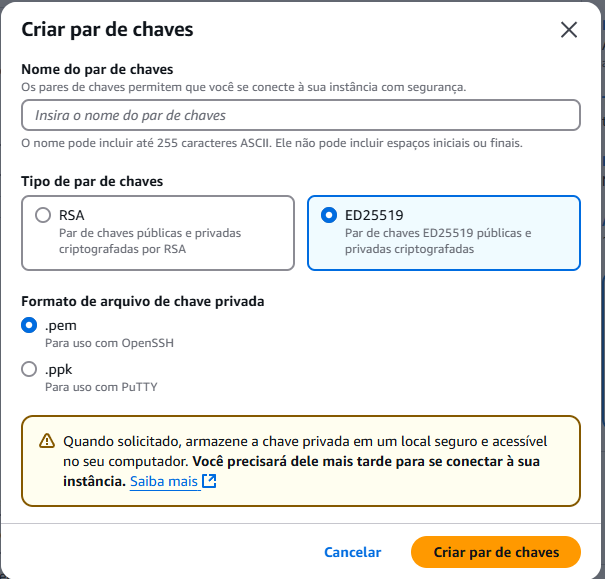 Criar par de chaves
Nome do par de chaves
Os pares de chaves permitem que você se conecte à sua instância com segurança.
Insira o nome do par de chaves
O nome pode incluir até 255 caracteres ASCII. Ele não pode incluir espaços iniciais ou finais.
Tipo de par de chaves
RSA
Par de chaves públicas e privadas
criptografadas por RSA
ED25519
Par de chaves ED25519 públicas e
privadas criptografadas
Formato de arquivo de chave privada
.pem
Para uso com OpenSSH
.ppk
Para uso com PuTTY
Quando solicitado, armazene a chave privada em um local seguro e acessível
no seu computador. Você precisará dele mais tarde para se conectar à sua
instância. Saiba mais
Cancelar
Criar par de chaves